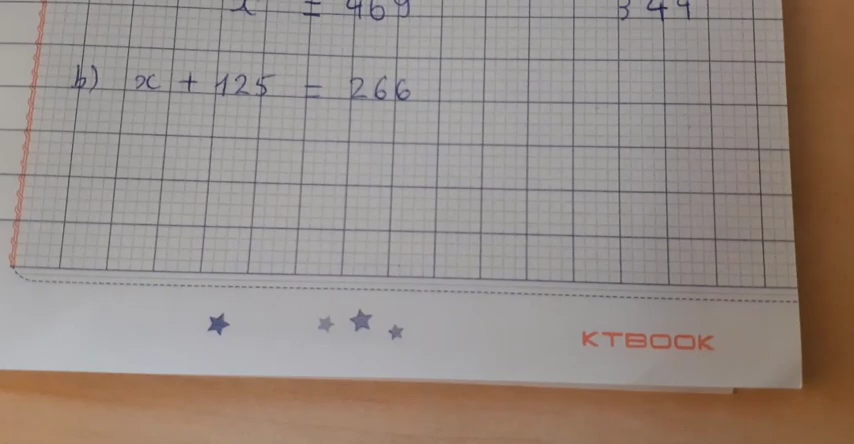 x = 469 349
b) x + 125 = 266
KTBOOK